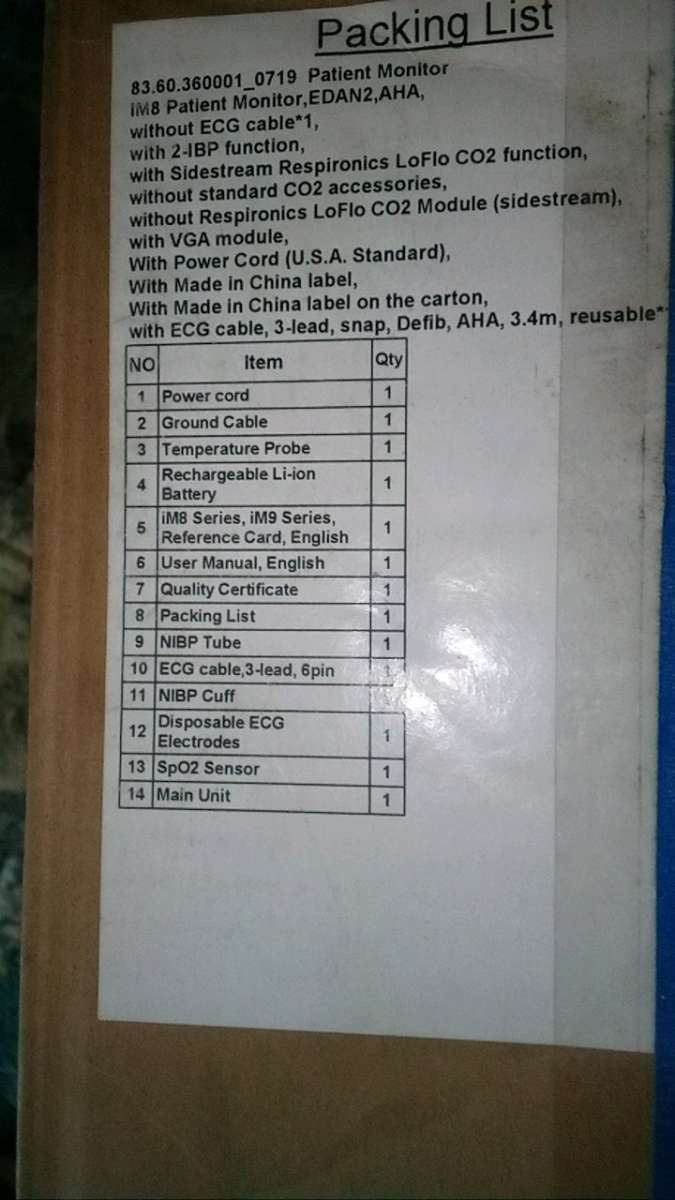 Packing List
83.60.360001_0719 Patient Monitor
iM8 Patient Monitor,EDAN2,AHA,
without ECG cable*1,
with 2-IBP function,
with Sidestream Respironics LoFlo CO2 function,
without standard CO2 accessories,
without Respironics LoFlo CO2 Module (sidestream),
with VGA module,
With Power Cord (U.S.A. Standard),
With Made in China label,
With Made in China label on the carton,
with ECG cable, 3-lead, snap, Defib, AHA, 3.4m, reusable*
NO Item Qty
1 Power cord 1
2 Ground Cable 1
3 Temperature Probe 1
4 Rechargeable Li-ion
Battery 1
5 iM8 Series, iM9 Series,
Reference Card, English 1
6 User Manual, English 1
7 Quality Certificate 1
8 Packing List 1
9 NIBP Tube 1
10 ECG cable,3-lead, 6pin 1
11 NIBP Cuff
12 Disposable ECG
Electrodes 1
13 SpO2 Sensor 1
14 Main Unit 1